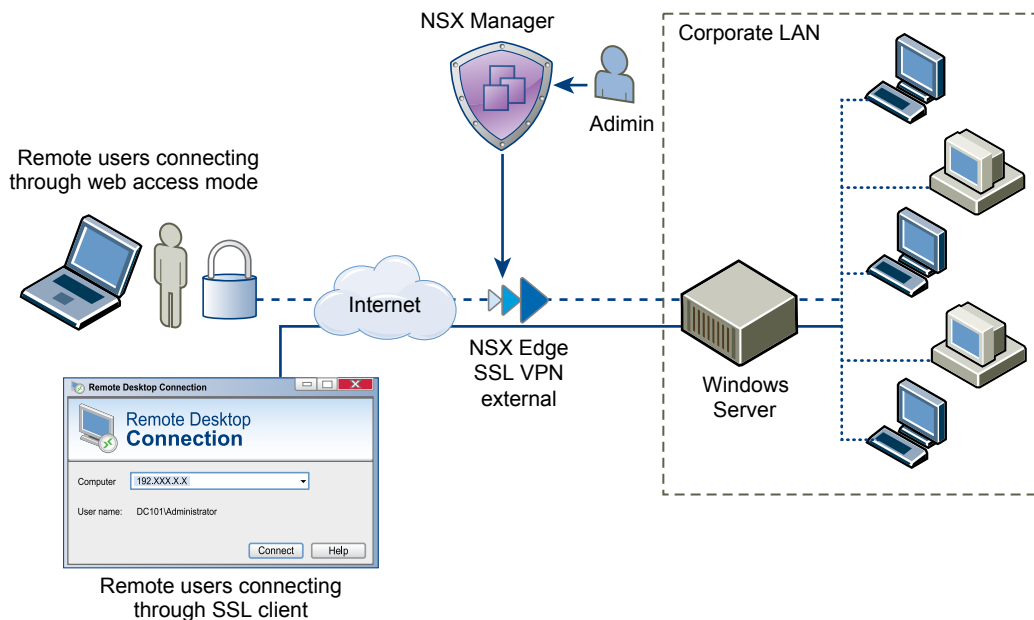 NSX Manager
Corporate LAN
Adimin
Remote users connecting
through web access mode
Internet
NSX Edge
SSL VPN
external
Windows
Server
Remote Desktop Connection
Remote Desktop
Connection
Computer
192.XXX.X.X
User name:
DC101\Administrator
Connect
Help
Remote users connecting
through SSL client